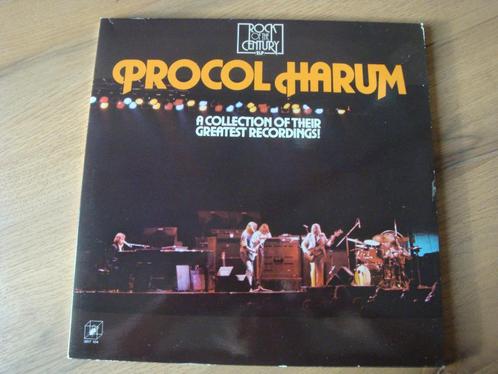 ROCK
OF THE
CENTURY
2LP
PROCOL HARUM
A COLLECTION OF THEIR
GREATEST RECORDINGS!